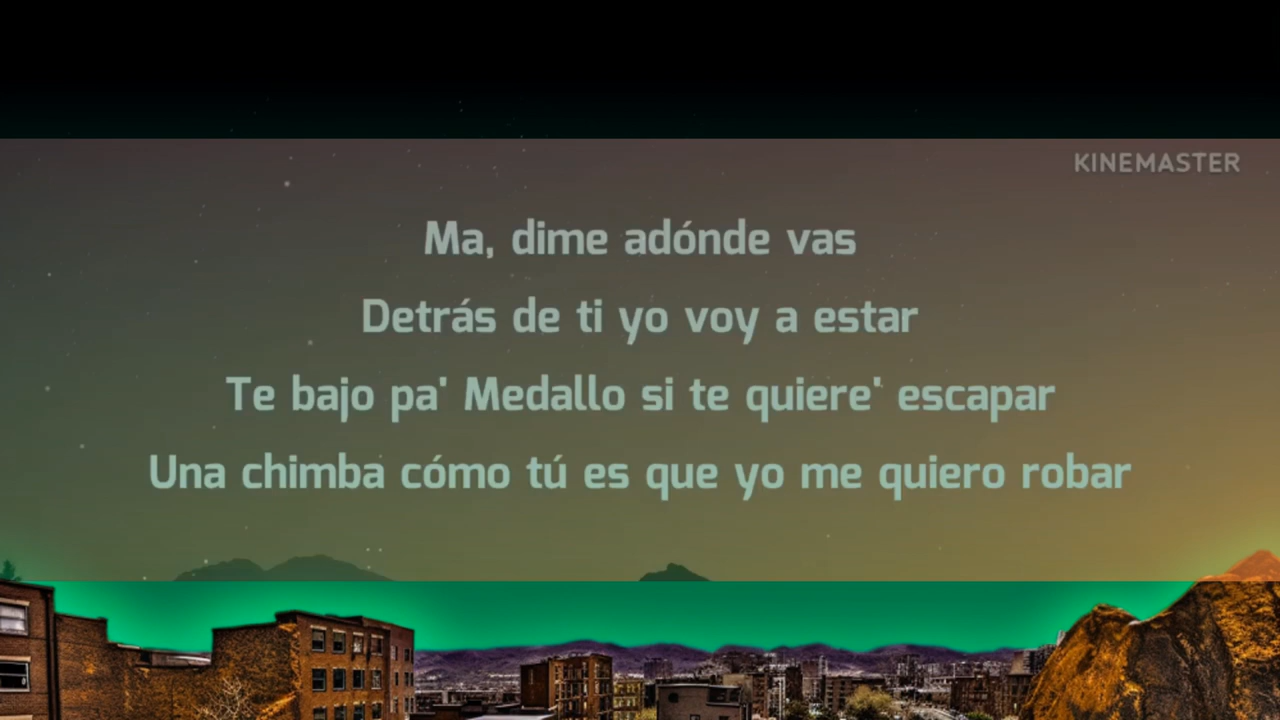 KINEMASTER
Ma, dime adónde vas
Detrás de ti yo voy a estar
Te bajo pa' Medallo si te quiere' escapar
Una chimba cómo tú es que yo me quiero robar